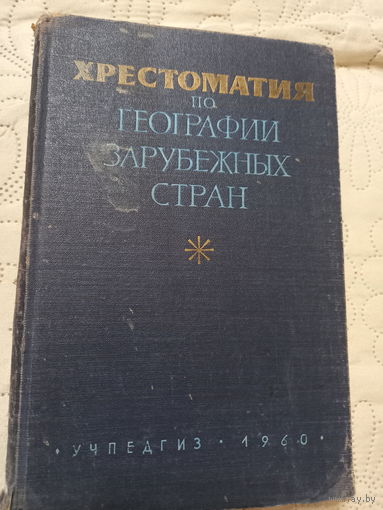 ХРЕСТОМАТИЯ
ПО
ГЕОГРАФИИ
ЗАРУБЕЖНЫХ
СТРАН
• УЧПЕДГИЗ • 1960 •